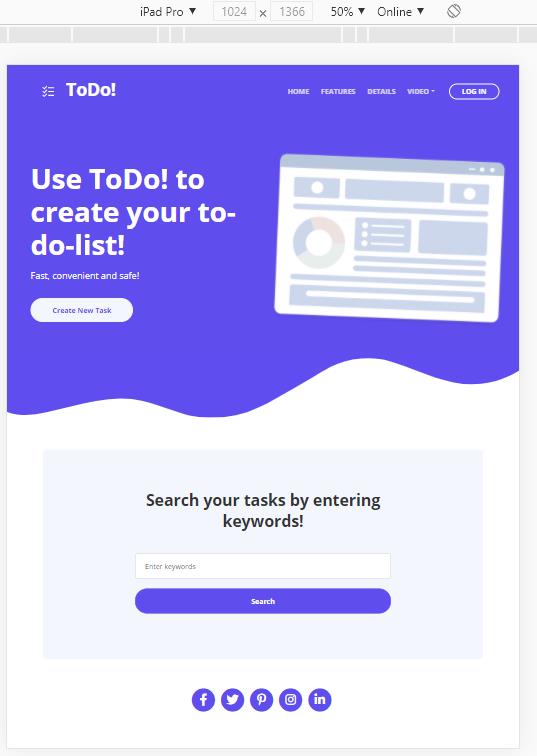 iPad Pro ▼ 1024 × 1366 50% ▼ Online ▼
ToDo!
HOME FEATURES DETAILS VIDEO LOG IN
Use ToDo! to
create your to-
do-list!
Fast, convenient and safe!
Create New Task
Search your tasks by entering
keywords!
Enter keywords
Search